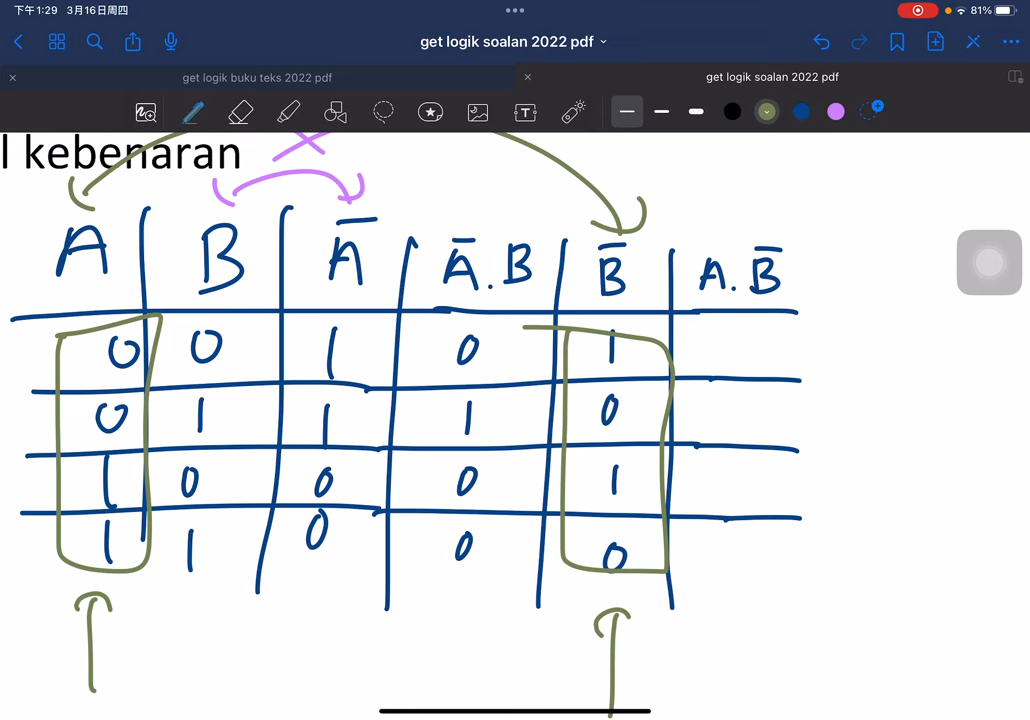 下午1:29 3月16日周四
81%
get logik soalan 2022 pdf
get logik buku teks 2022 pdf
get logik soalan 2022 pdf
l kebenaran
A B A̅ A̅.B B̅ A.B̅
0 0 1 0 1
0 1 1 1 0
1 0 0 0 1
1 1 0 0 0